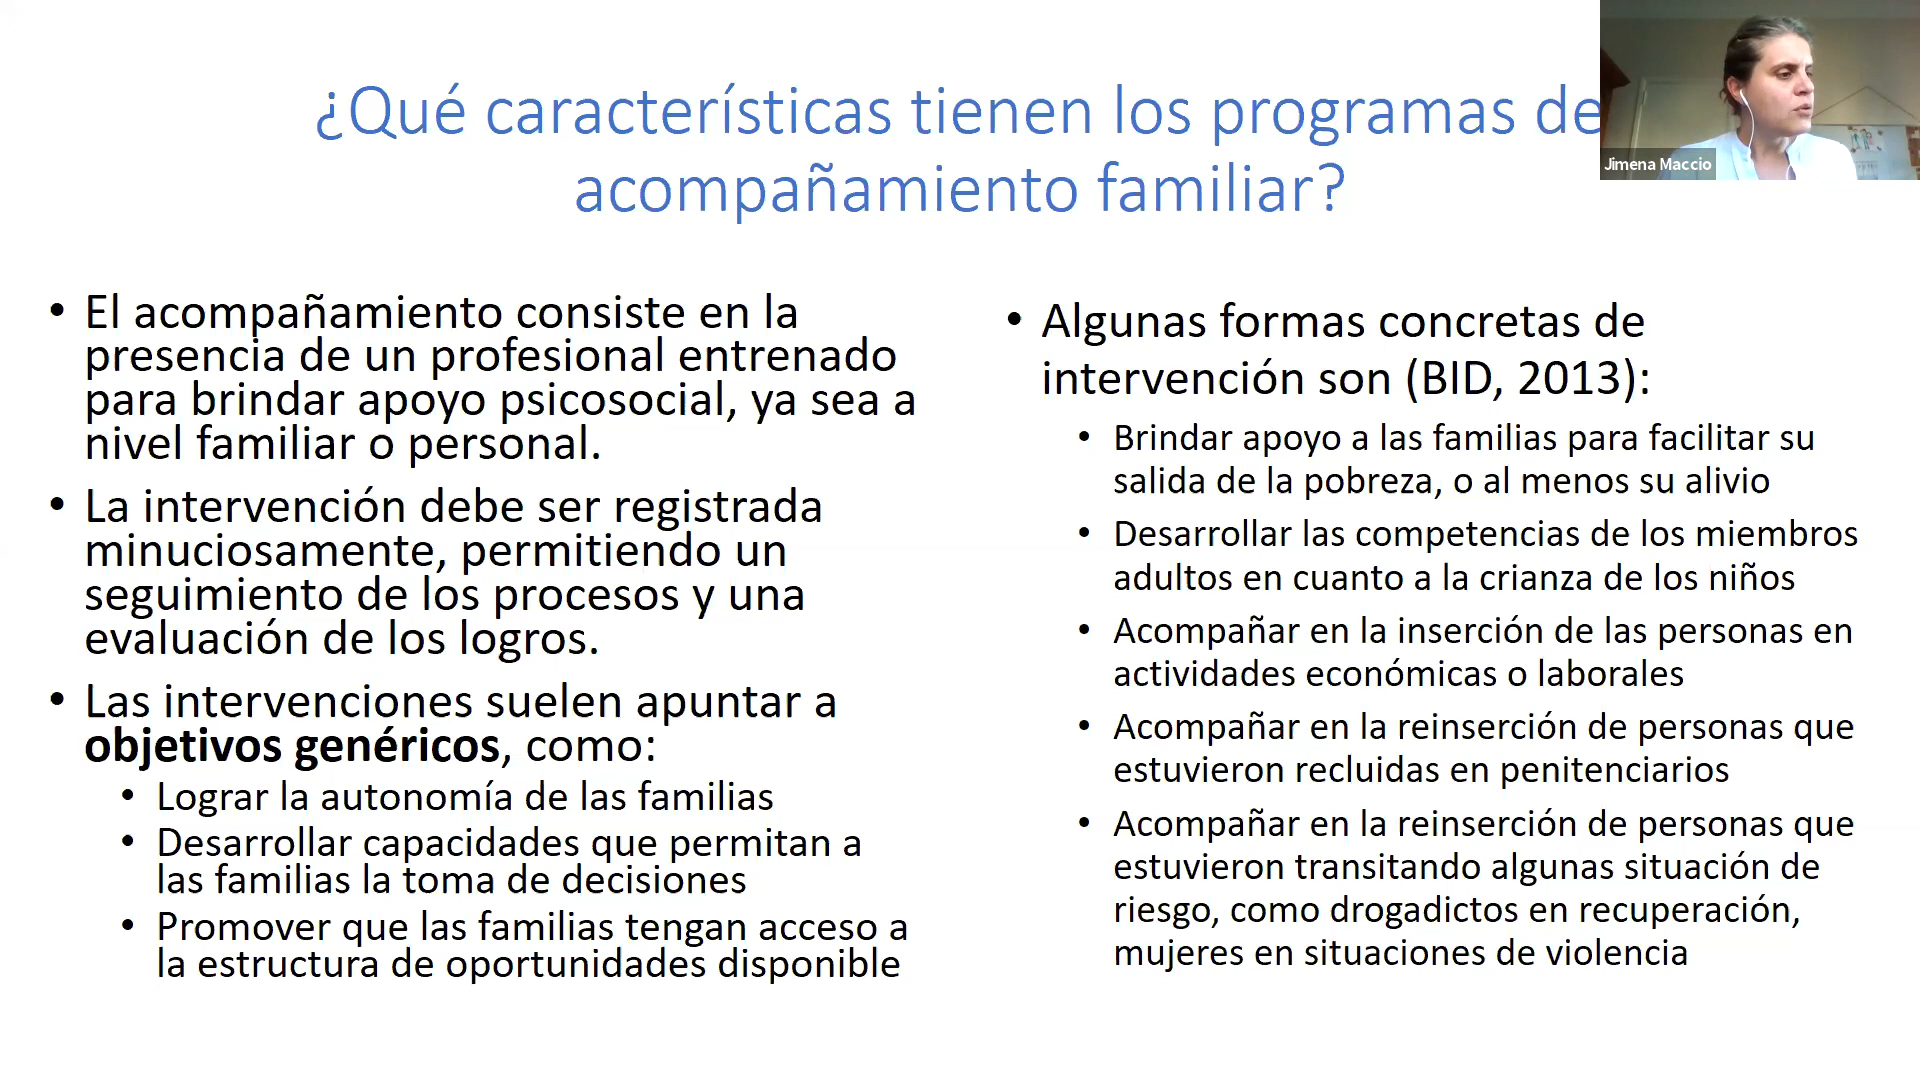 ¿Qué características tienen los programas de
acompañamiento familiar?
Jimena Maccio
• El acompañamiento consiste en la
presencia de un profesional entrenado
para brindar apoyo psicosocial, ya sea a
nivel familiar o personal.
• La intervención debe ser registrada
minuciosamente, permitiendo un
seguimiento de los procesos y una
evaluación de los logros.
• Las intervenciones suelen apuntar a
objetivos genéricos, como:
• Lograr la autonomía de las familias
• Desarrollar capacidades que permitan a
las familias la toma de decisiones
• Promover que las familias tengan acceso a
la estructura de oportunidades disponible
• Algunas formas concretas de
intervención son (BID, 2013):
• Brindar apoyo a las familias para facilitar su
salida de la pobreza, o al menos su alivio
• Desarrollar las competencias de los miembros
adultos en cuanto a la crianza de los niños
• Acompañar en la inserción de las personas en
actividades económicas o laborales
• Acompañar en la reinserción de personas que
estuvieron recluidas en penitenciarios
• Acompañar en la reinserción de personas que
estuvieron transitando algunas situación de
riesgo, como drogadictos en recuperación,
mujeres en situaciones de violencia